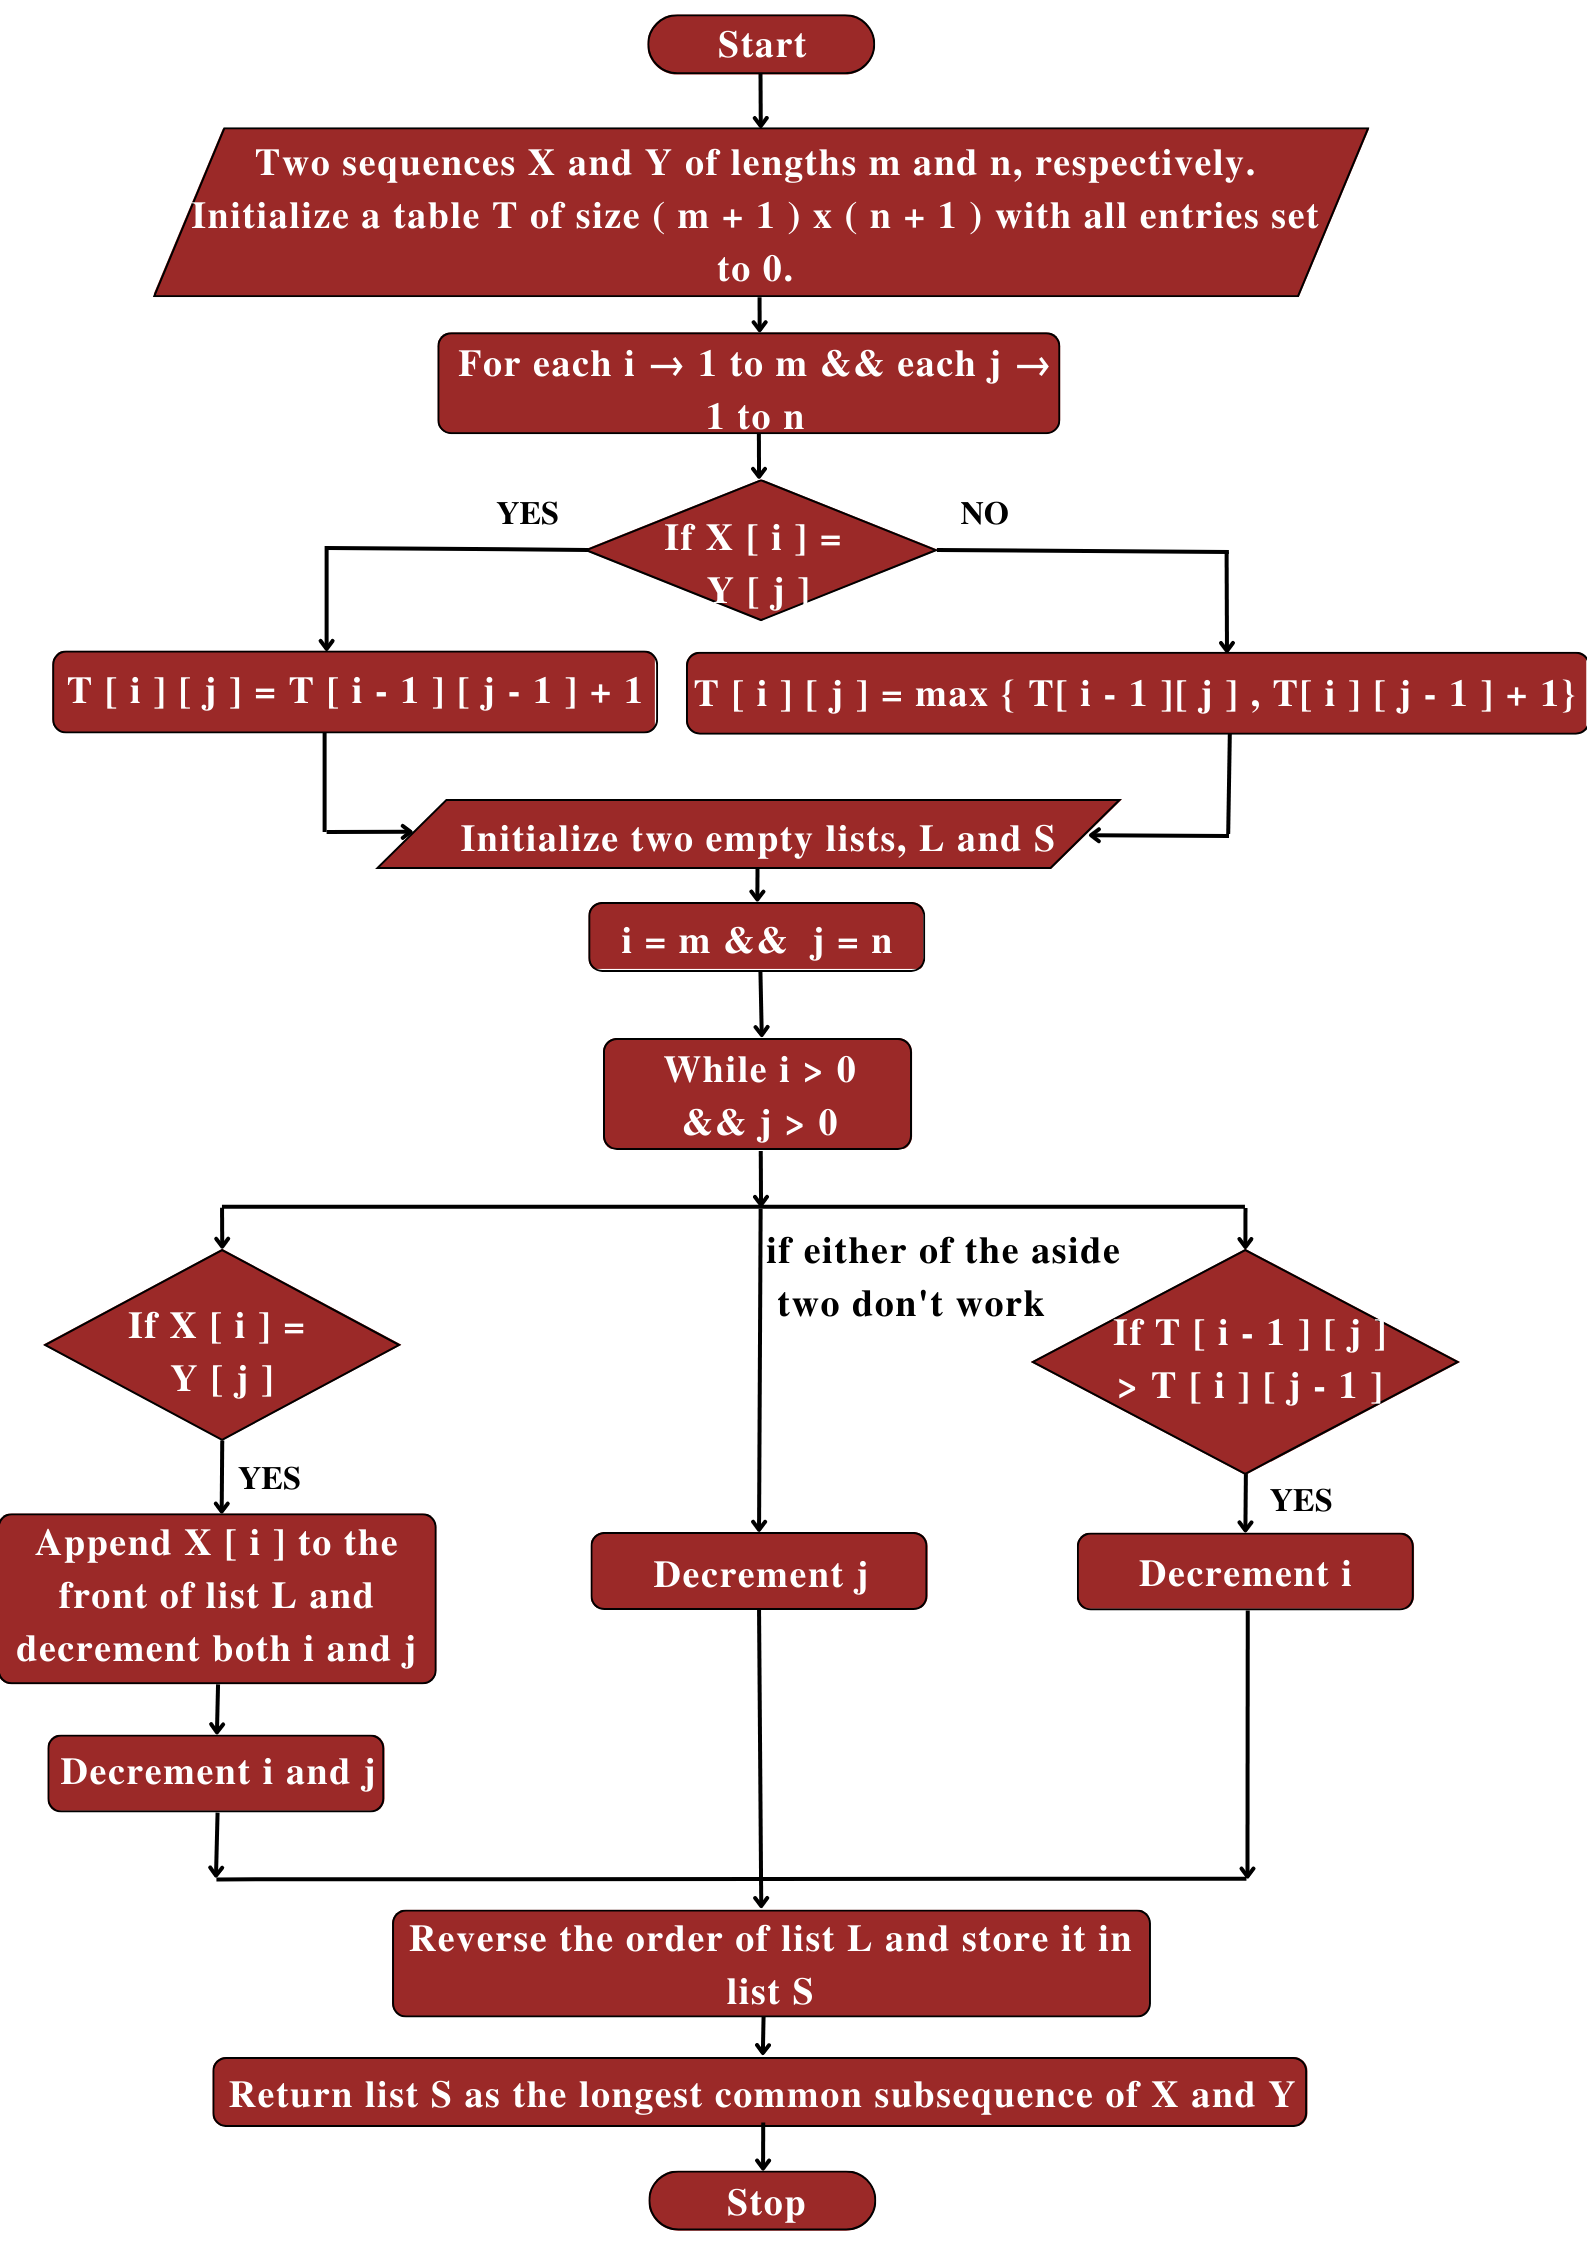 Start
Two sequences X and Y of lengths m and n, respectively.
Initialize a table T of size ( m + 1 ) x ( n + 1 ) with all entries set
to 0.
For each i → 1 to m && each j →
1 to n
YES
NO
If X [ i ] =
Y [ j ]
T [ i ] [ j ] = T [ i - 1 ] [ j - 1 ] + 1
T [ i ] [ j ] = max { T[ i - 1 ][ j ] , T[ i ] [ j - 1 ] + 1}
Initialize two empty lists, L and S
i = m && j = n
While i > 0
&& j > 0
if either of the aside
two don't work
If X [ i ] =
Y [ j ]
If T [ i - 1 ] [ j ]
> T [ i ] [ j - 1 ]
YES
YES
Append X [ i ] to the
front of list L and
decrement both i and j
Decrement j
Decrement i
Decrement i and j
Reverse the order of list L and store it in
list S
Return list S as the longest common subsequence of X and Y
Stop